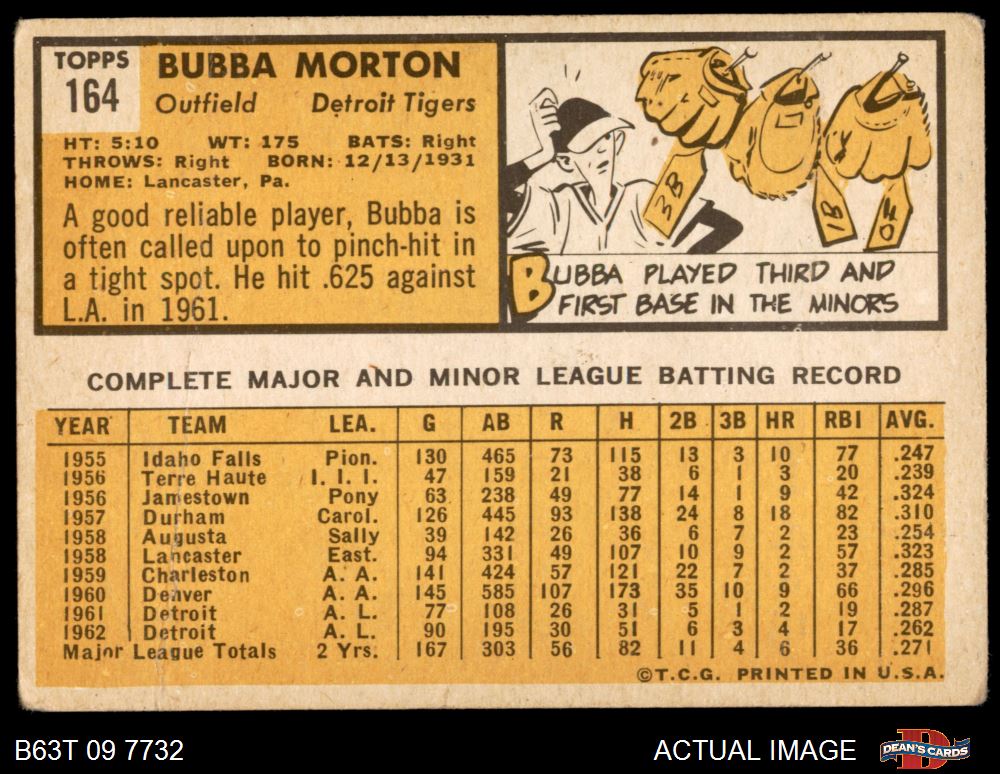 TOPPS
164
BUBBA MORTON
Outfield Detroit Tigers
HT: 5:10 WT: 175 BATS: Right
THROWS: Right BORN: 12/13/1931
HOME: Lancaster, Pa.
A good reliable player, Bubba is
often called upon to pinch-hit in
a tight spot. He hit .625 against
L.A. in 1961.
3B
1B
BUBBA PLAYED THIRD AND
FIRST BASE IN THE MINORS
COMPLETE MAJOR AND MINOR LEAGUE BATTING RECORD
YEAR TEAM LEA. G AB R H 2B 3B HR RBI AVG.
1955 Idaho Falls Pion. 130 465 73 115 13 3 10 77 .247
1956 Terre Haute I. I. I. 47 159 21 38 6 1 3 20 .239
1956 Jamestown Pony 63 238 49 77 14 1 9 42 .324
1957 Durham Carol. 126 445 93 138 24 8 18 82 .310
1958 Augusta Sally 39 142 26 36 6 7 2 23 .254
1958 Lancaster East. 94 331 49 107 10 9 2 57 .323
1959 Charleston A. A. 141 424 57 121 22 7 2 37 .285
1960 Denver A. A. 145 585 107 173 35 10 9 66 .296
1961 Detroit A. L. 77 108 26 31 5 1 2 19 .287
1962 Detroit A. L. 90 195 30 51 6 3 4 17 .262
Major League Totals 2 Yrs. 167 303 56 82 11 4 6 36 .271
©T.C.G. PRINTED IN U.S.A.
B63T 09 7732 ACTUAL IMAGE DEAN'S CARDS